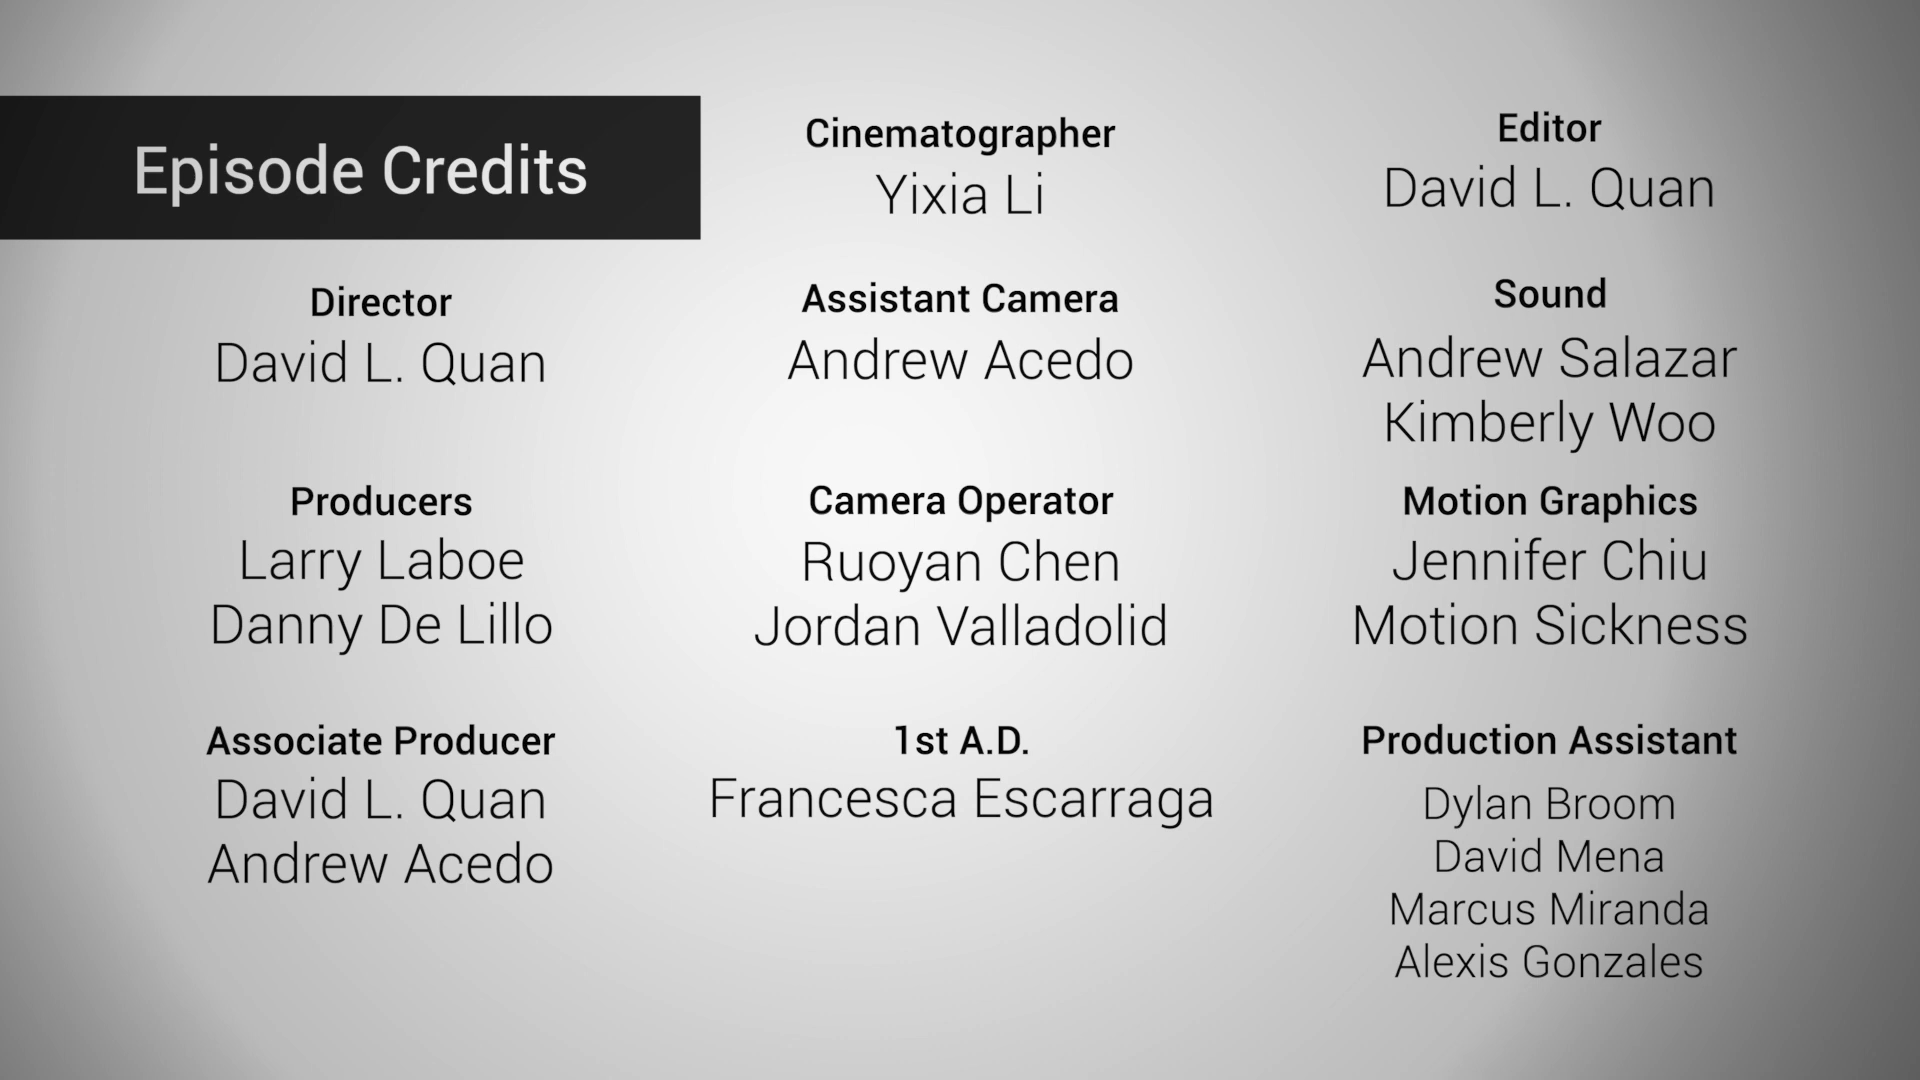 Episode Credits
Director
David L. Quan
Producers
Larry Laboe
Danny De Lillo
Associate Producer
David L. Quan
Andrew Acedo
Cinematographer
Yixia Li
Assistant Camera
Andrew Acedo
Camera Operator
Ruoyan Chen
Jordan Valladolid
1st A.D.
Francesca Escarraga
Editor
David L. Quan
Sound
Andrew Salazar
Kimberly Woo
Motion Graphics
Jennifer Chiu
Motion Sickness
Production Assistant
Dylan Broom
David Mena
Marcus Miranda
Alexis Gonzales